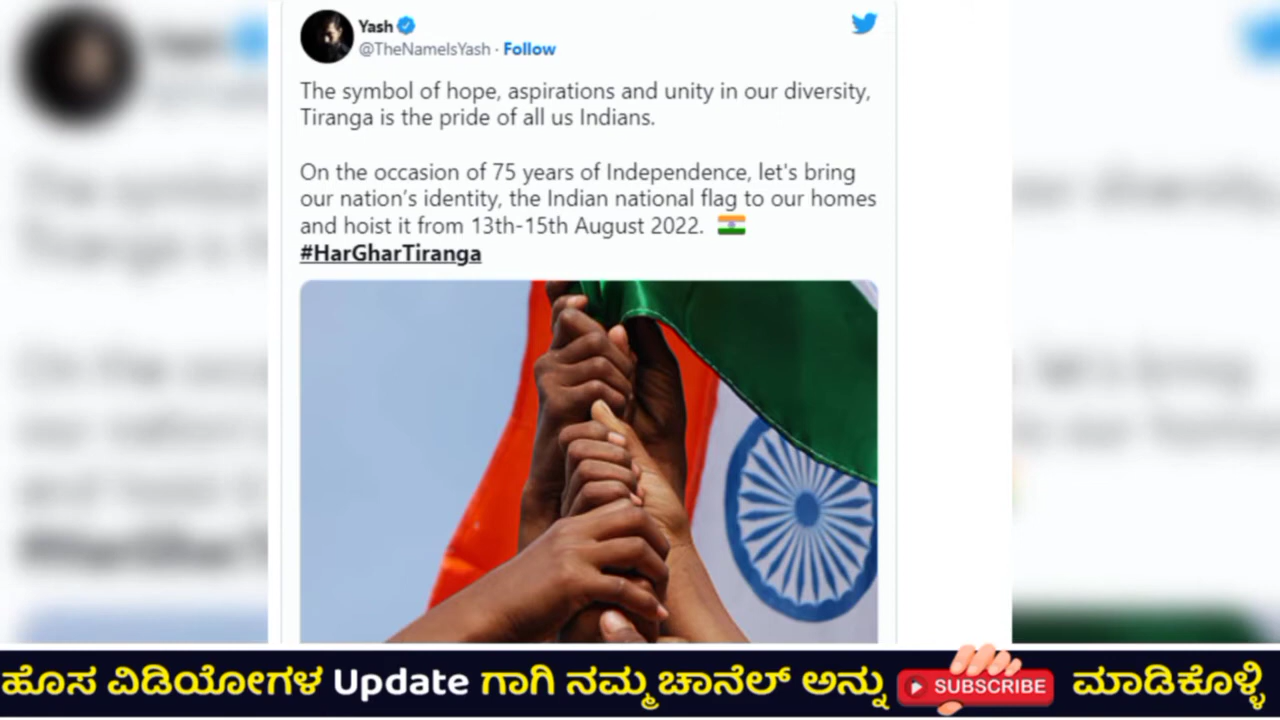 Yash
@TheNameIsYash · Follow
The symbol of hope, aspirations and unity in our diversity,
Tiranga is the pride of all us Indians.
On the occasion of 75 years of Independence, let's bring
our nation’s identity, the Indian national flag to our homes
and hoist it from 13th-15th August 2022. 🇮🇳
#HarGharTiranga
ಹೊಸ ವಿಡಿಯೋಗಳ Update ಗಾಗಿ ನಮ್ಮ ಚಾನೆಲ್ ಅನ್ನು SUBSCRIBE ಮಾಡಿಕೊಳ್ಳಿ